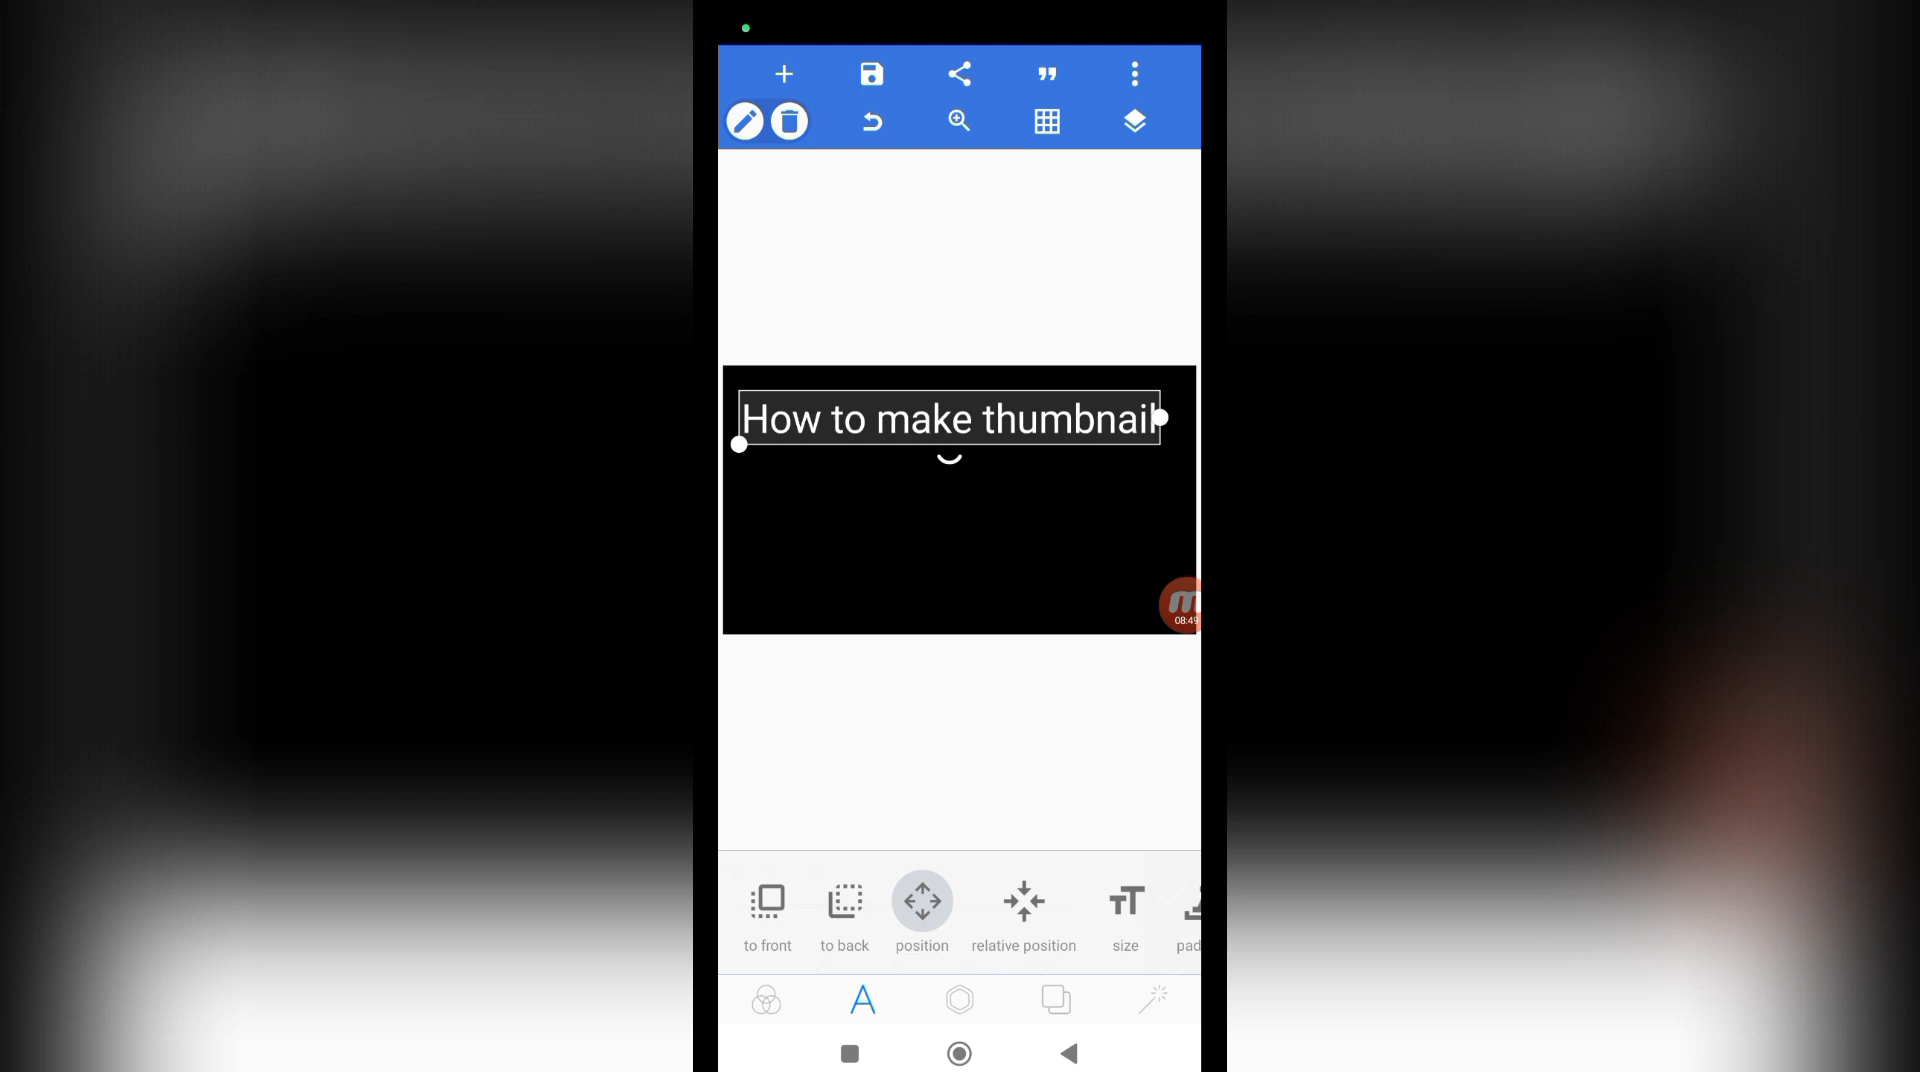 How to make thumbnail
08:49
to front
to back
position
relative position
size
pad